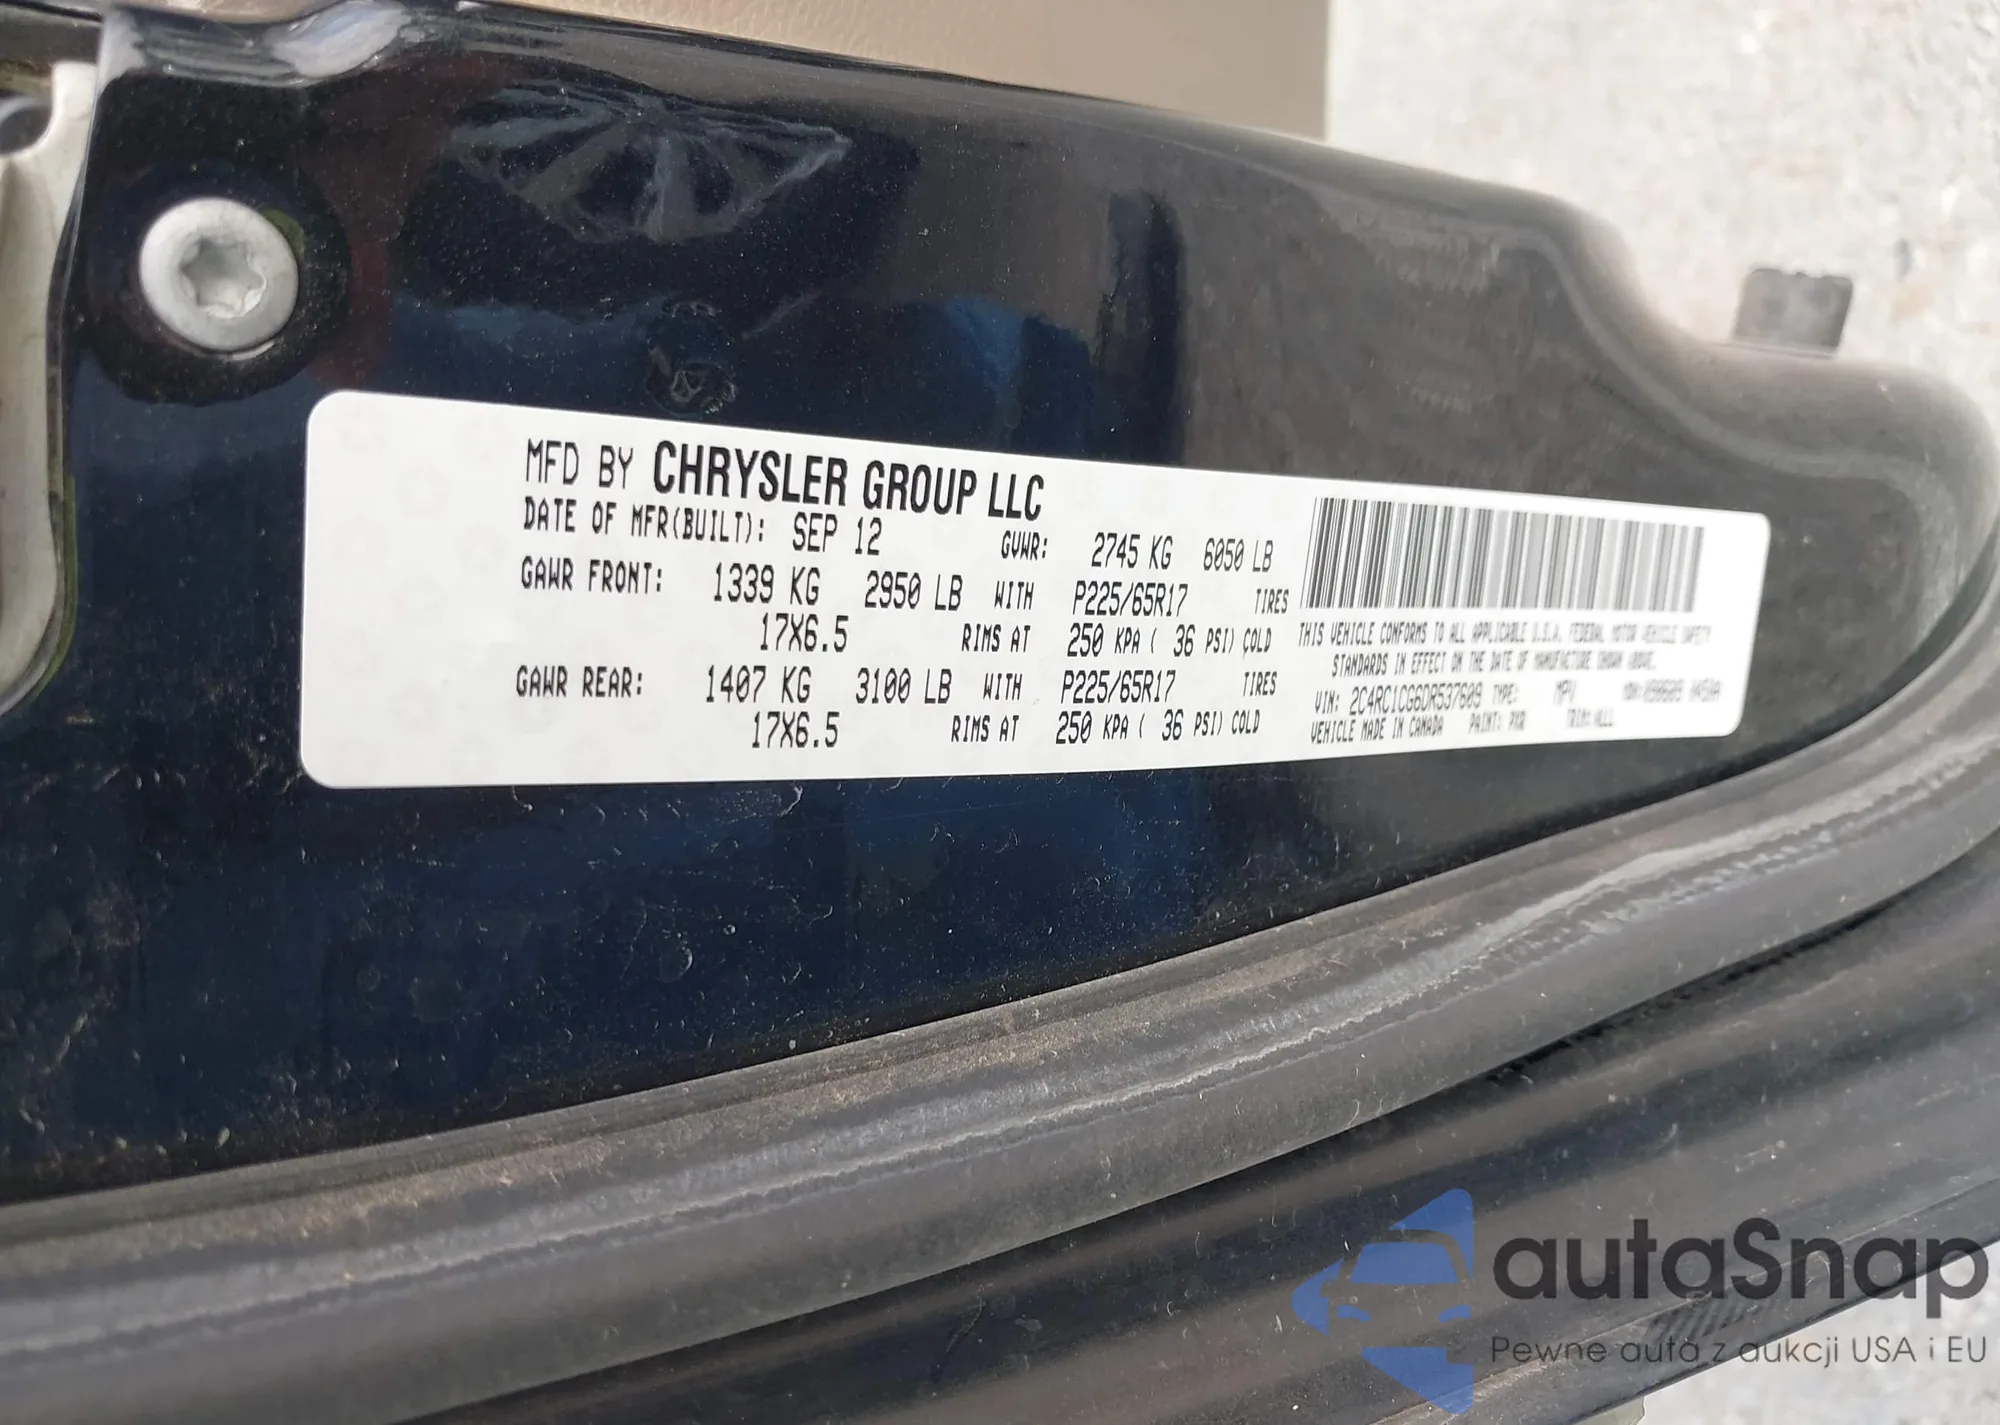 MFD BY CHRYSLER GROUP LLC
DATE OF MFR(BUILT): SEP 12 GVWR: 2745 KG 6050 LB
GAWR FRONT: 1339 KG 2950 LB WITH P225/65R17 TIRES
17X6.5 RIMS AT 250 KPA ( 36 PSI) COLD
GAWR REAR: 1407 KG 3100 LB WITH P225/65R17 TIRES
17X6.5 RIMS AT 250 KPA ( 36 PSI) COLD
THIS VEHICLE CONFORMS TO ALL APPLICABLE U.S.A. FEDERAL MOTOR VEHICLE SAFETY
STANDARDS IN EFFECT ON THE DATE OF MANUFACTURE SHOWN ABOVE.
VIN: 2C4RC1CG6DR537609 TYPE: MPV MDH:
VEHICLE MADE IN CANADA PAINT: PXR TRIM:
autaSnap
Pewne auta z aukcji USA i EU